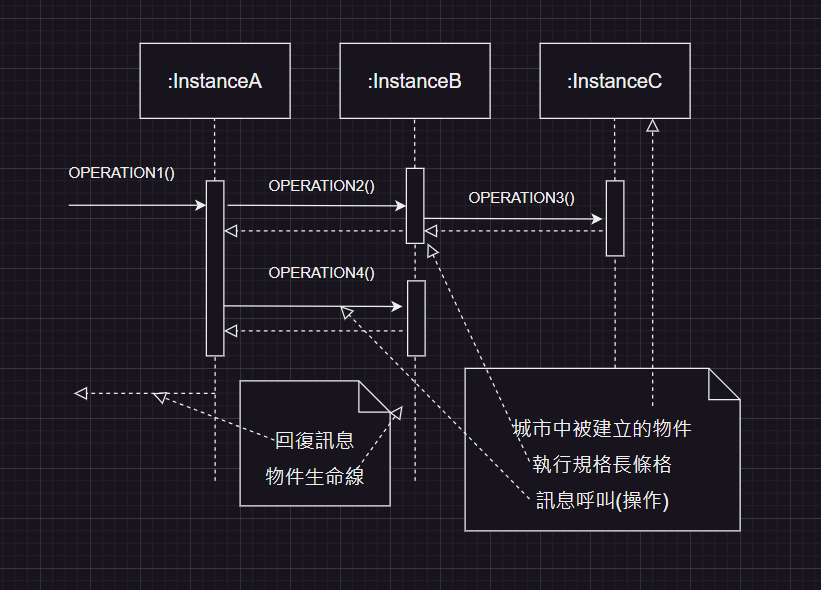 :InstanceA
:InstanceB
:InstanceC
OPERATION1()
OPERATION2()
OPERATION3()
OPERATION4()
回復訊息
物件生命線
城市中被建立的物件
執行規格長條格
訊息呼叫(操作)